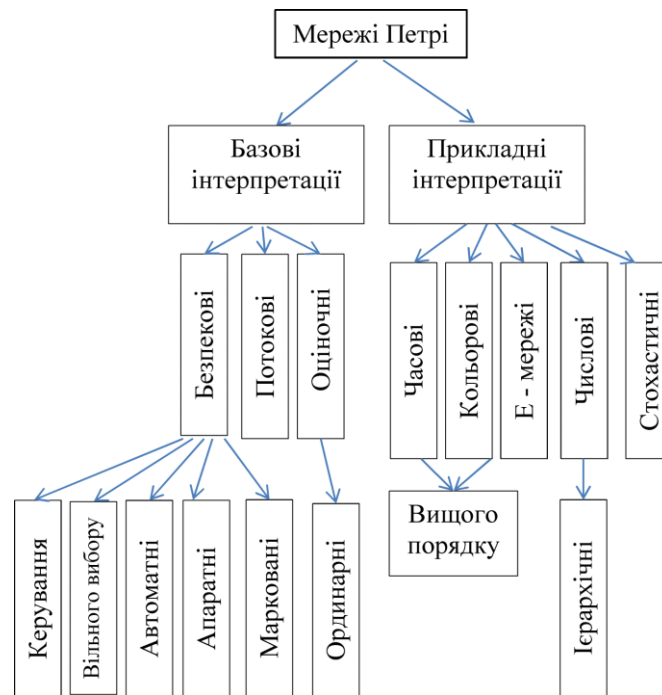 Мережі Петрі
Базові
інтерпретації
Прикладні
інтерпретації
Безпекові
Потокові
Оціночні
Часові
Кольорові
Е - мережі
Числові
Стохастичні
Керування
Вільного вибору
Автоматні
Апаратні
Марковані
Ординарні
Вищого
порядку
Ієрархічні